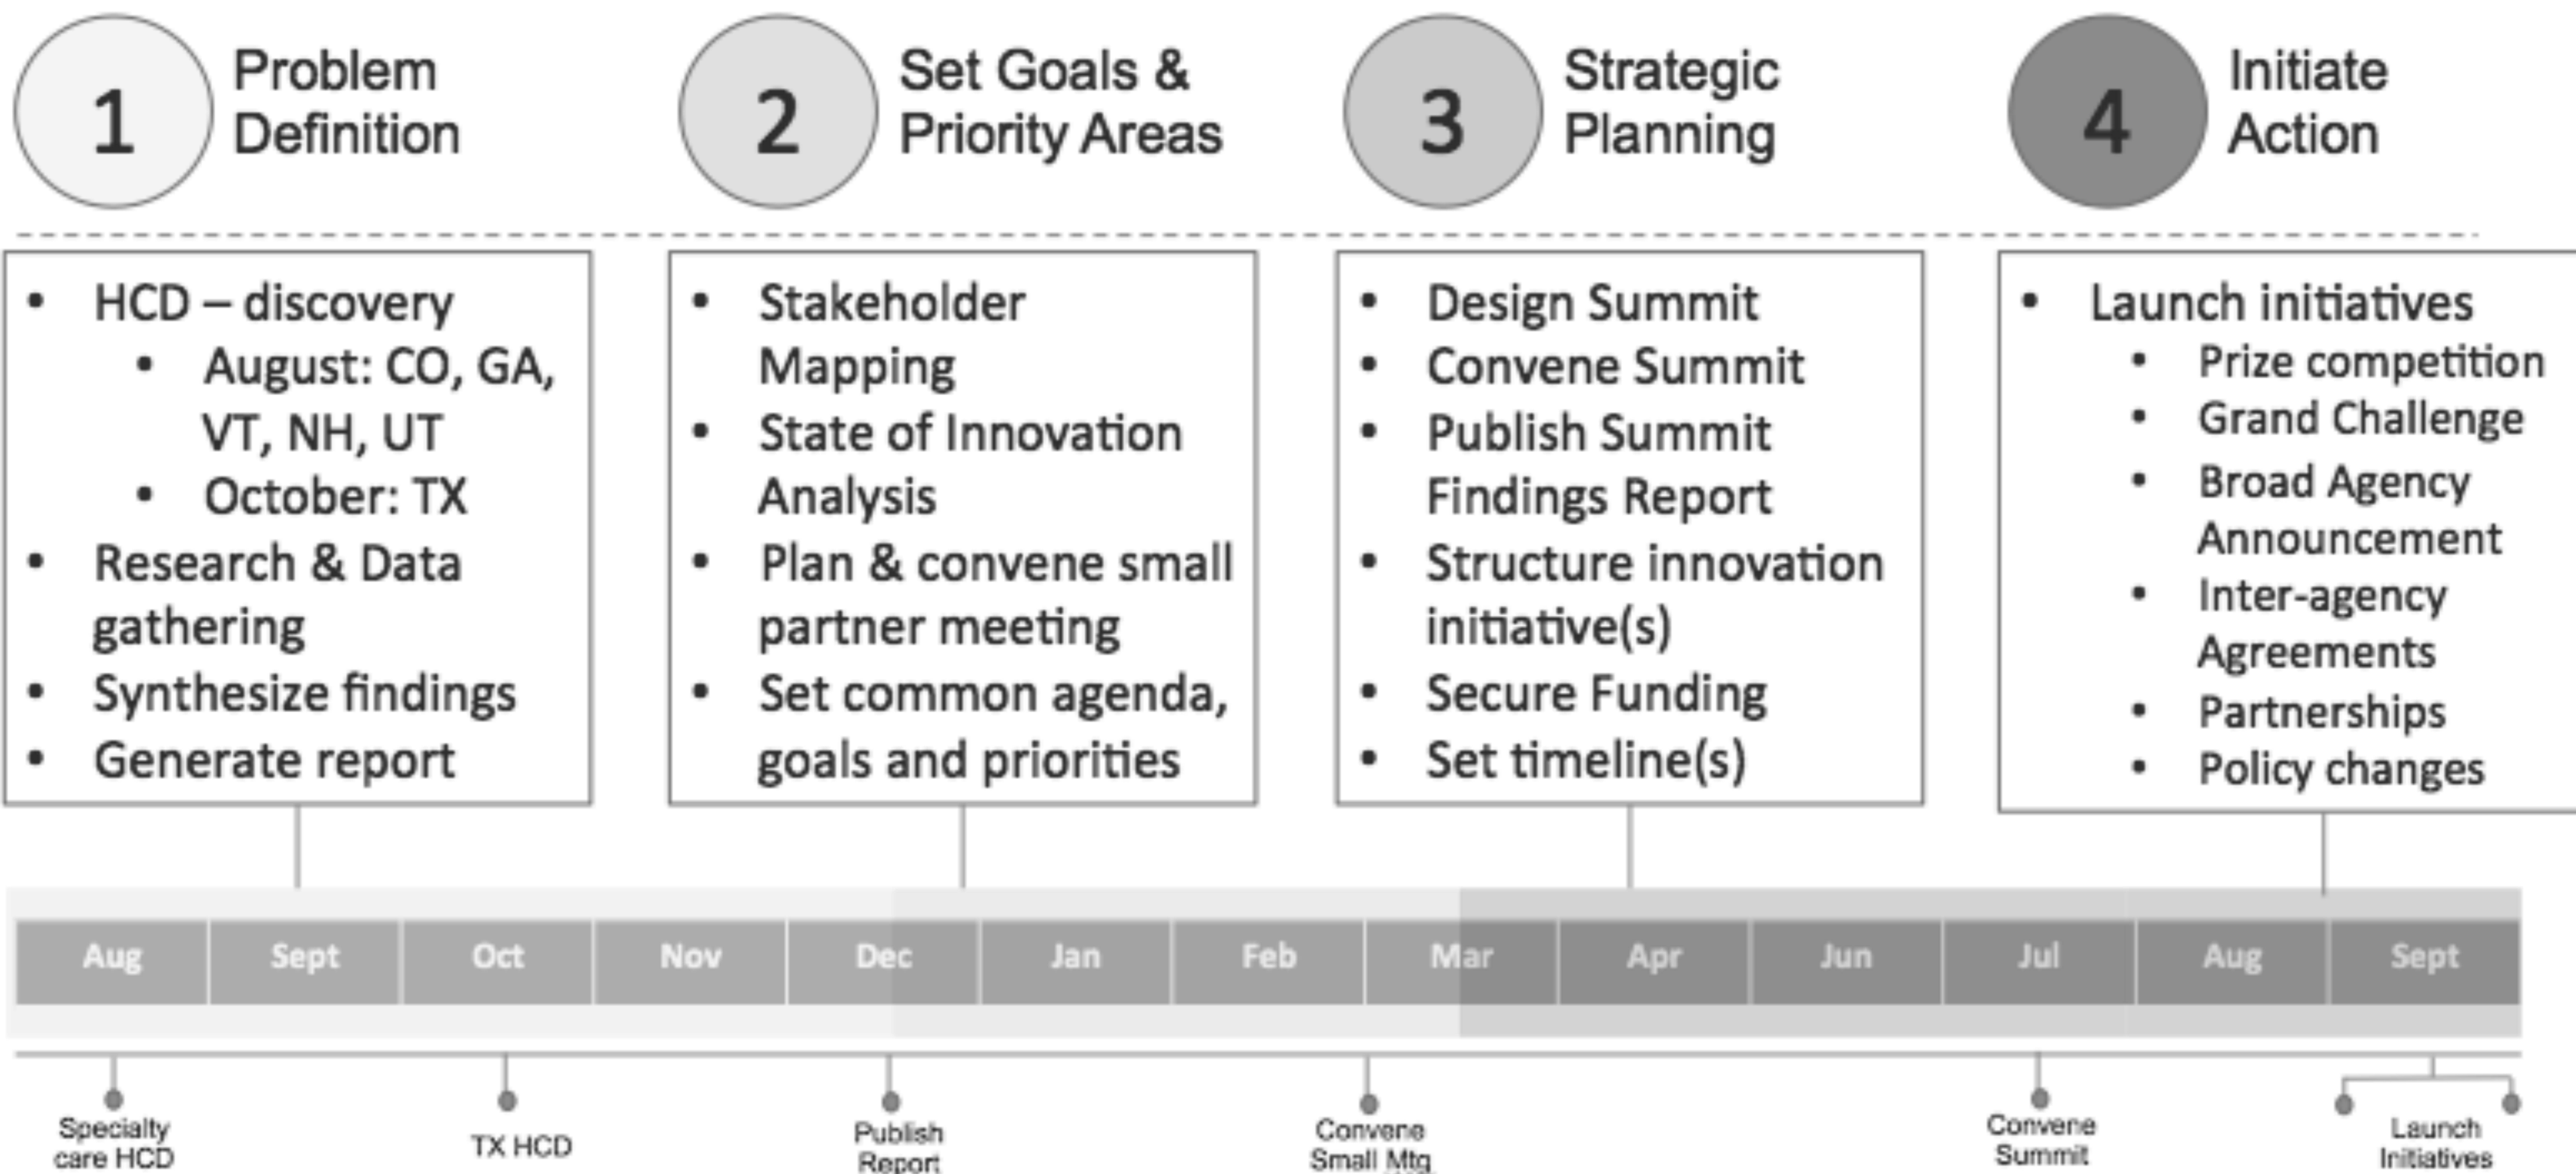 1
Problem
Definition
2
Set Goals &
Priority Areas
3
Strategic
Planning
4
Initiate
Action
• HCD – discovery
• August: CO, GA,
VT, NH, UT
• October: TX
• Research & Data
gathering
• Synthesize findings
• Generate report
• Stakeholder
Mapping
• State of Innovation
Analysis
• Plan & convene small
partner meeting
• Set common agenda,
goals and priorities
• Design Summit
• Convene Summit
• Publish Summit
Findings Report
• Structure innovation
initiative(s)
• Secure Funding
• Set timeline(s)
• Launch initiatives
• Prize competition
• Grand Challenge
• Broad Agency
Announcement
• Inter-agency
Agreements
• Partnerships
• Policy changes
Aug Sept Oct Nov Dec Jan Feb Mar Apr Jun Jul Aug Sept
Specialty
care HCD
TX HCD
Publish
Report
Convene
Small Mtg
Convene
Summit
Launch
Initiatives